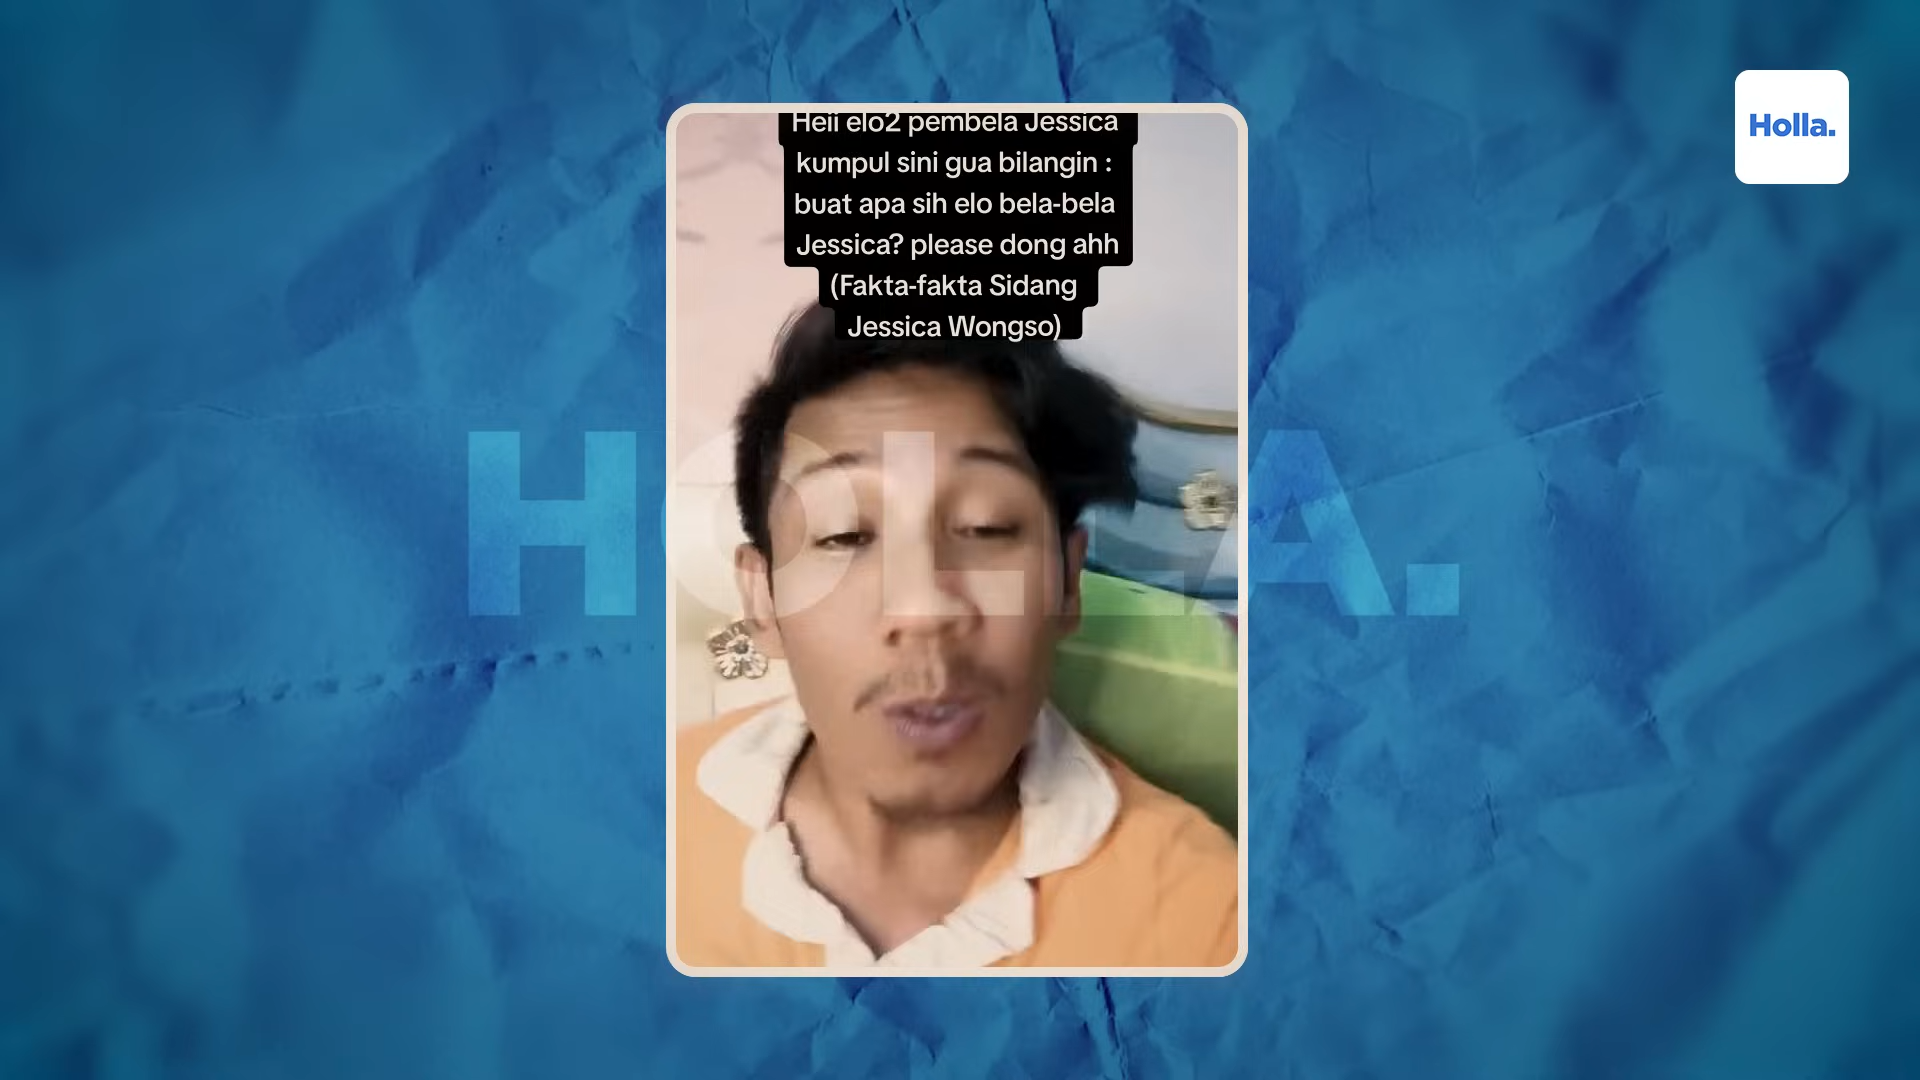 Heii elo2 pembela Jessica
kumpul sini gua bilangin :
buat apa sih elo bela-bela
Jessica? please dong ahh
(Fakta-fakta Sidang
Jessica Wongso)
Holla.
HOLLA.